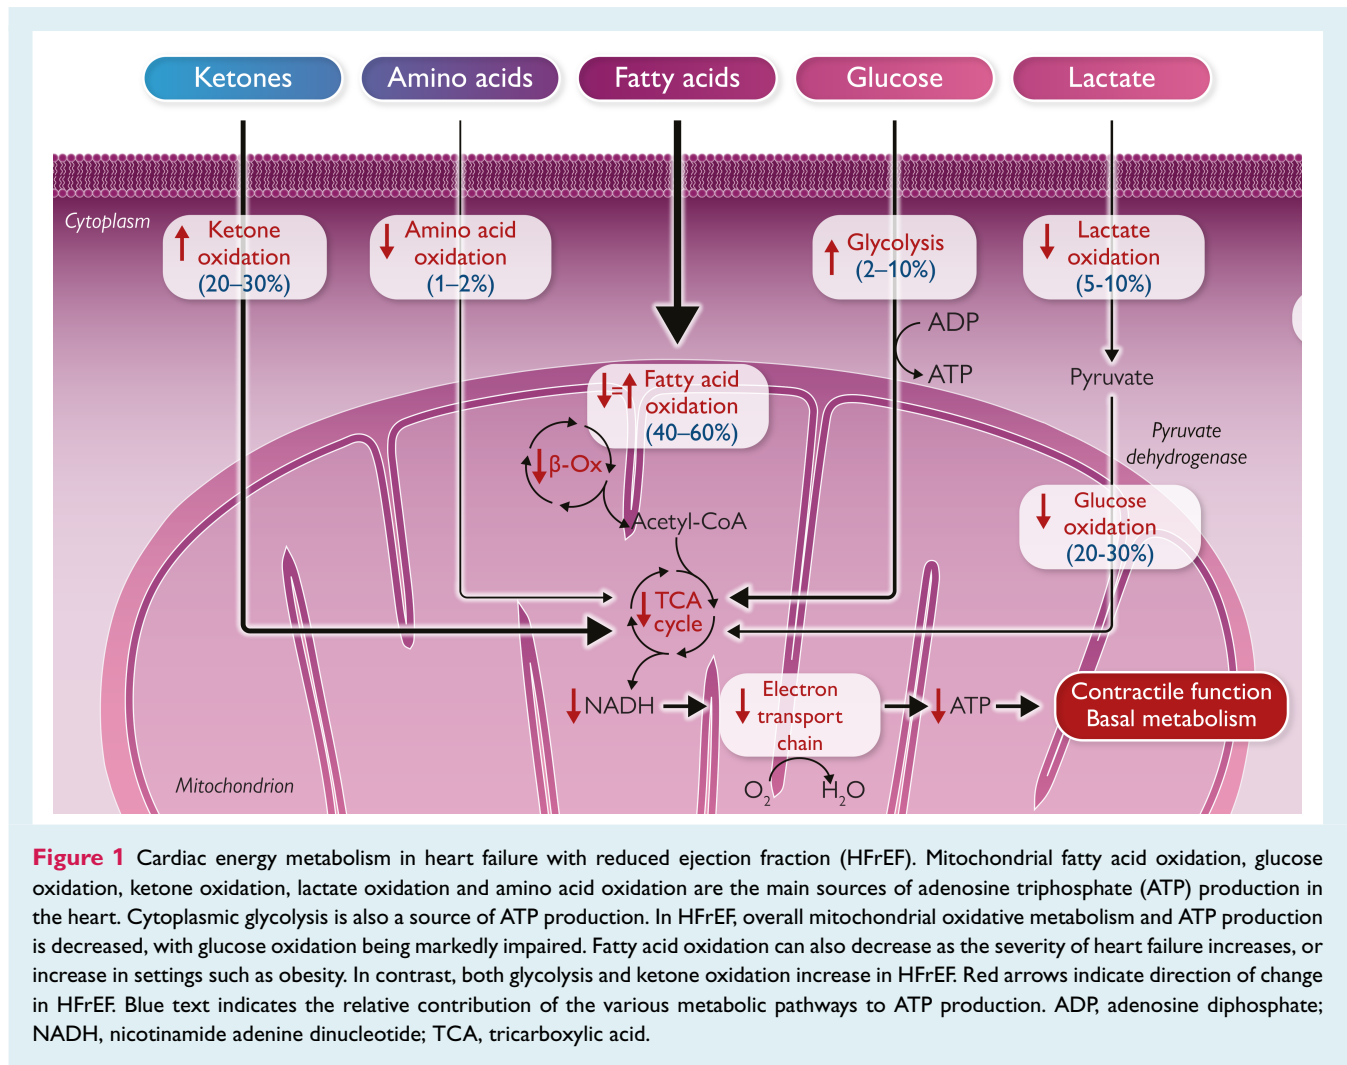 Ketones
Amino acids
Fatty acids
Glucose
Lactate
Cytoplasm
Ketone
oxidation
(20–30%)
Amino acid
oxidation
(1–2%)
Glycolysis
(2–10%)
Lactate
oxidation
(5-10%)
ADP
ATP
Pyruvate
= Fatty acid
oxidation
(40–60%)
Pyruvate
dehydrogenase
β-Ox
Glucose
oxidation
(20-30%)
Acetyl-CoA
TCA
cycle
NADH
Electron
transport
chain
ATP
Contractile function
Basal metabolism
O2
H2O
Mitochondrion
Figure 1 Cardiac energy metabolism in heart failure with reduced ejection fraction (HFrEF). Mitochondrial fatty acid oxidation, glucose
oxidation, ketone oxidation, lactate oxidation and amino acid oxidation are the main sources of adenosine triphosphate (ATP) production in
the heart. Cytoplasmic glycolysis is also a source of ATP production. In HFrEF, overall mitochondrial oxidative metabolism and ATP production
is decreased, with glucose oxidation being markedly impaired. Fatty acid oxidation can also decrease as the severity of heart failure increases, or
increase in settings such as obesity. In contrast, both glycolysis and ketone oxidation increase in HFrEF. Red arrows indicate direction of change
in HFrEF. Blue text indicates the relative contribution of the various metabolic pathways to ATP production. ADP, adenosine diphosphate;
NADH, nicotinamide adenine dinucleotide; TCA, tricarboxylic acid.